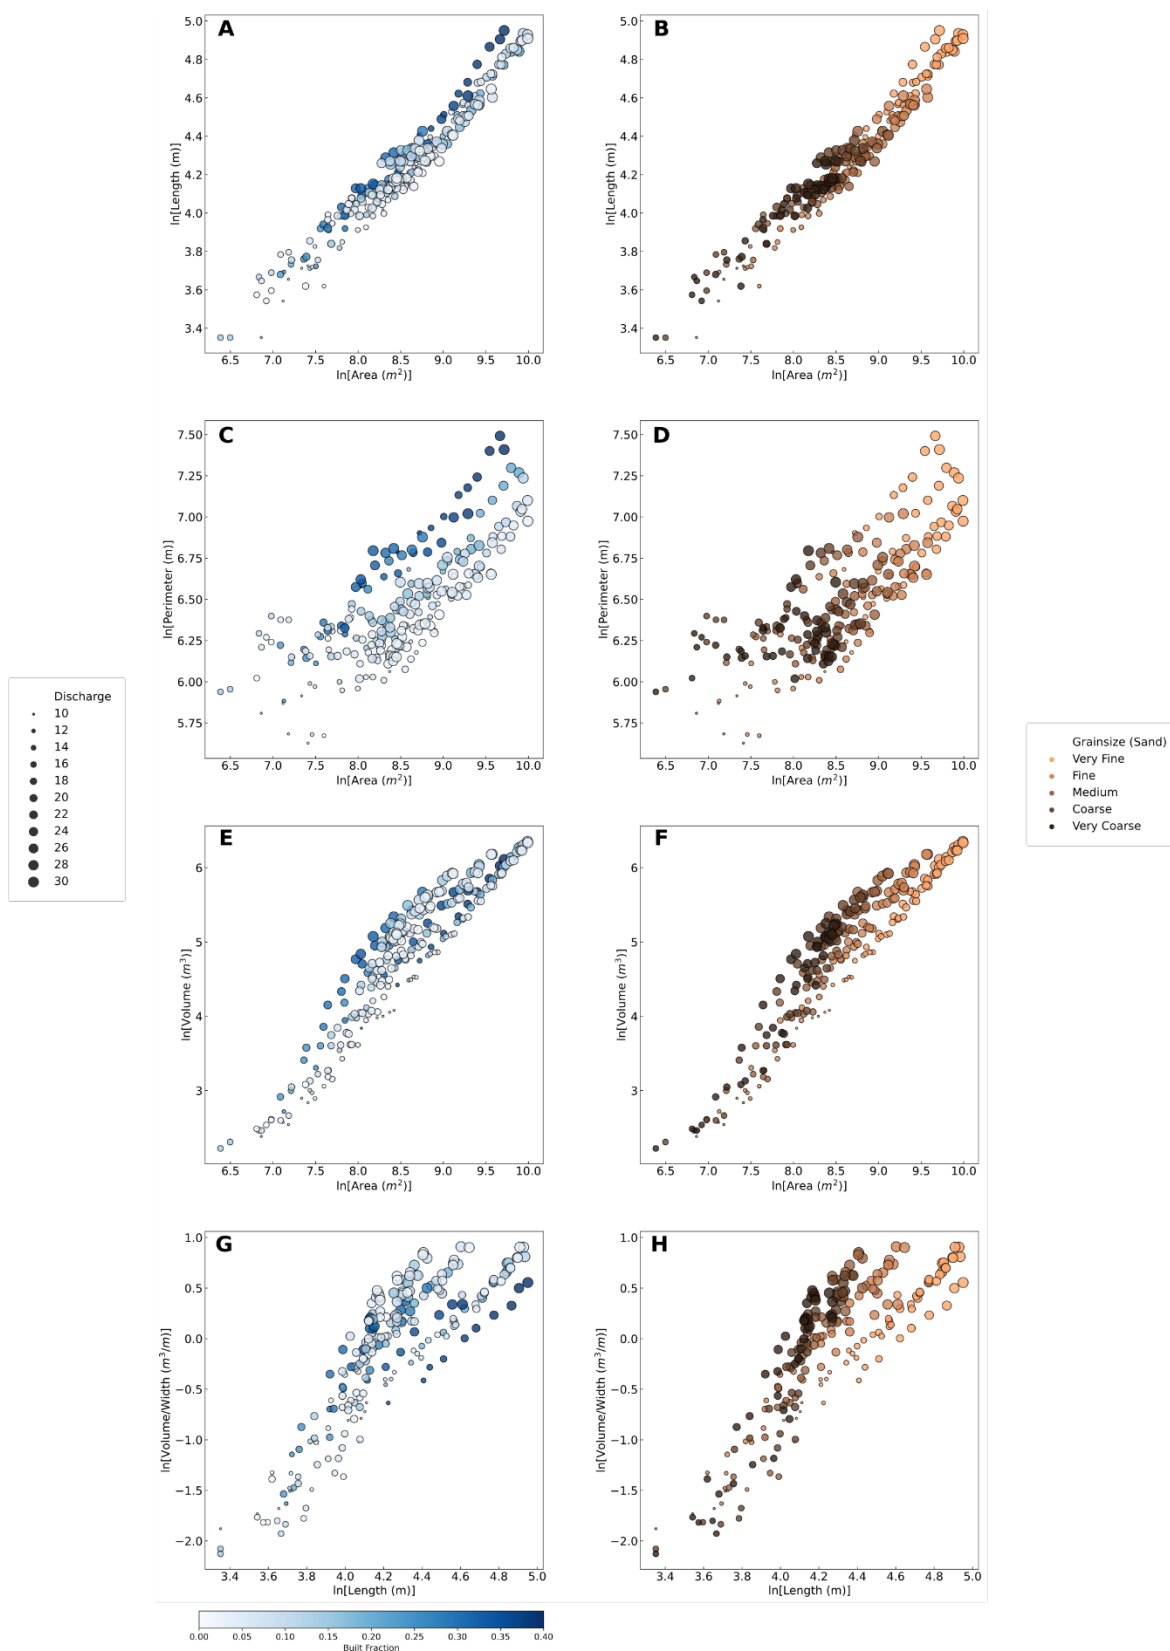 A
5.0
4.8
4.6
4.4
4.2
4.0
3.8
3.6
3.4
ln[Length (m)]
6.5 7.0 7.5 8.0 8.5 9.0 9.5 10.0
ln[Area (m²)]
B
5.0
4.8
4.6
4.4
4.2
4.0
3.8
3.6
3.4
ln[Length (m)]
6.5 7.0 7.5 8.0 8.5 9.0 9.5 10.0
ln[Area (m²)]
C
7.50
7.25
7.00
6.75
6.50
6.25
6.00
5.75
ln[Perimeter (m)]
6.5 7.0 7.5 8.0 8.5 9.0 9.5 10.0
ln[Area (m²)]
D
7.50
7.25
7.00
6.75
6.50
6.25
6.00
5.75
ln[Perimeter (m)]
6.5 7.0 7.5 8.0 8.5 9.0 9.5 10.0
ln[Area (m²)]
Discharge
10
12
14
16
18
20
22
24
26
28
30
Grainsize (Sand)
Very Fine
Fine
Medium
Coarse
Very Coarse
E
6
5
4
3
ln[Volume (m³)]
6.5 7.0 7.5 8.0 8.5 9.0 9.5 10.0
ln[Area (m²)]
F
6
5
4
3
ln[Volume (m³)]
6.5 7.0 7.5 8.0 8.5 9.0 9.5 10.0
ln[Area (m²)]
G
1.0
0.5
0.0
−0.5
−1.0
−1.5
−2.0
ln[Volume/Width (m³/m)]
3.4 3.6 3.8 4.0 4.2 4.4 4.6 4.8 5.0
ln[Length (m)]
H
1.0
0.5
0.0
−0.5
−1.0
−1.5
−2.0
ln[Volume/Width (m³/m)]
3.4 3.6 3.8 4.0 4.2 4.4 4.6 4.8 5.0
ln[Length (m)]
0.00 0.05 0.10 0.15 0.20 0.25 0.30 0.35 0.40
Built Fraction